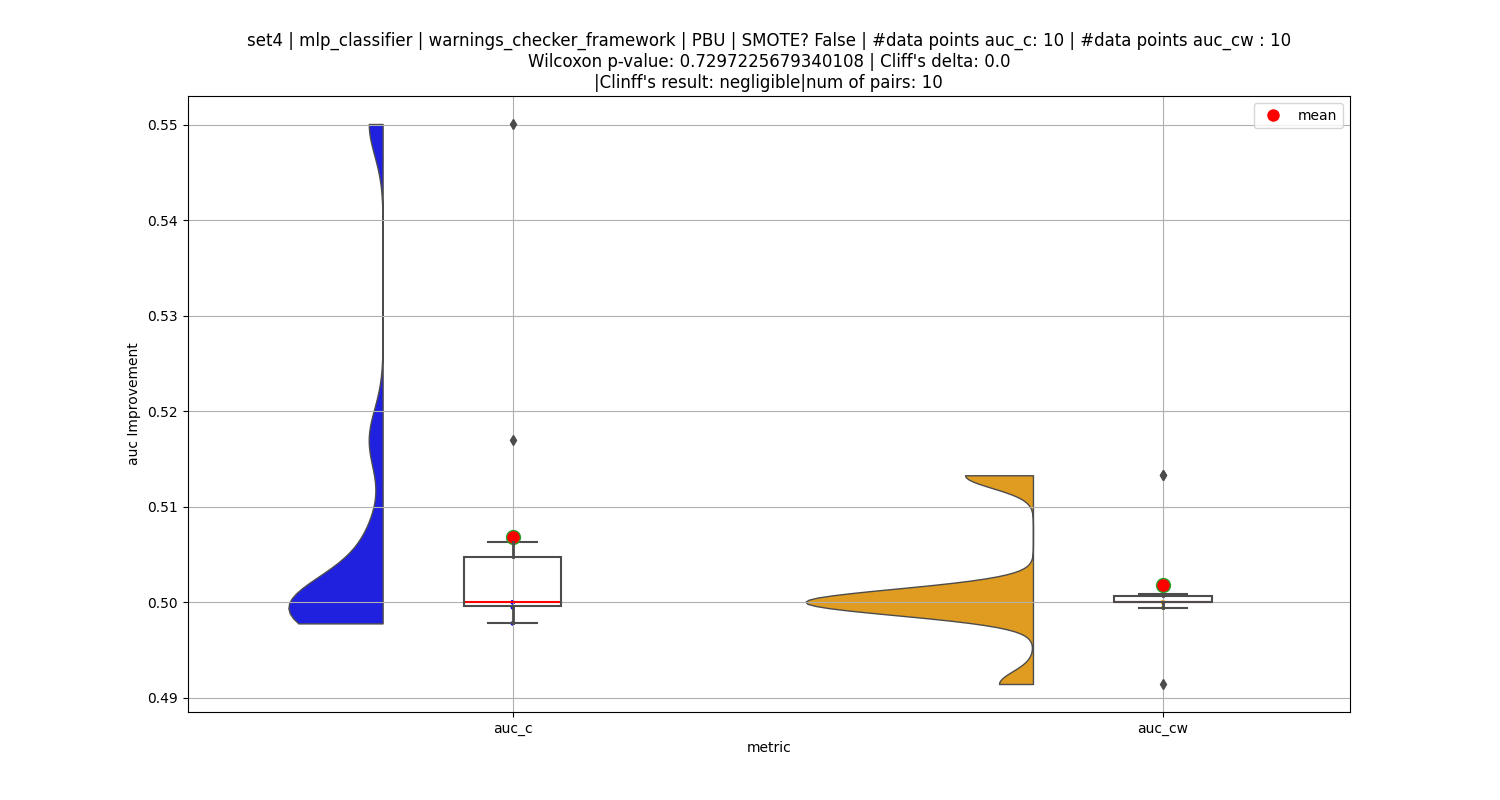 set4 | mlp_classifier | warnings_checker_framework | PBU | SMOTE? False | #data points auc_c: 10 | #data points auc_cw : 10
Wilcoxon p-value: 0.7297225679340108 | Cliff's delta: 0.0
|Clinff's result: negligible|num of pairs: 10
mean
0.55
0.54
0.53
0.52
0.51
0.50
0.49
auc Improvement
auc_c
auc_cw
metric